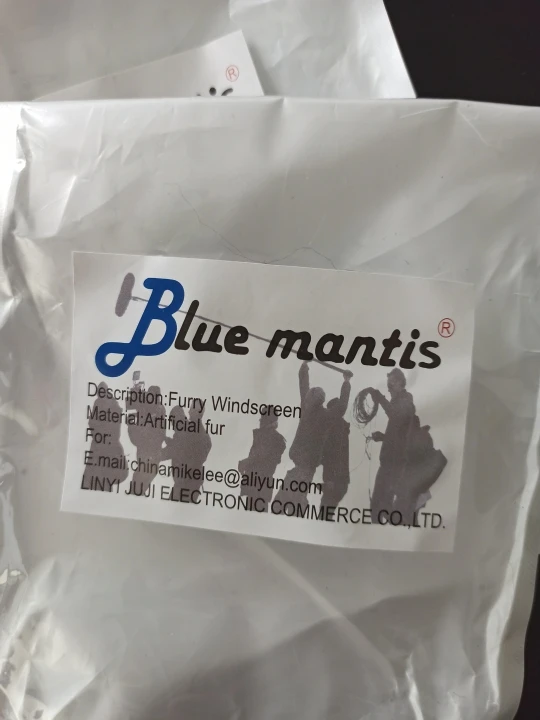 ®
Blue mantis®
Description:Furry Windscreen
Material:Artificial fur
For:
E.mail:chinamikelee@aliyun.com
LINYI JUJI ELECTRONIC COMMERCE CO.,LTD.